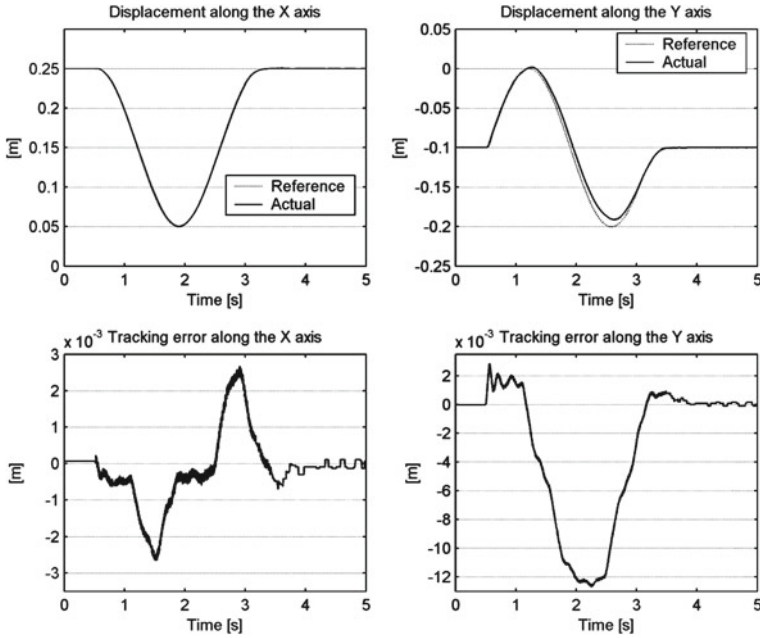 Displacement along the X axis
0.25
0.2
0.15
0.1
0.05
0
[m]
Reference
Actual
0 1 2 3 4 5
Time [s]
Displacement along the Y axis
0.05
0
-0.05
-0.1
-0.15
-0.2
-0.25
[m]
Reference
Actual
0 1 2 3 4 5
Time [s]
x 10-3 Tracking error along the X axis
3
2
1
0
-1
-2
-3
[m]
0 1 2 3 4 5
Time [s]
x 10-3 Tracking error along the Y axis
2
0
-2
-4
-6
-8
-10
-12
[m]
0 1 2 3 4 5
Time [s]